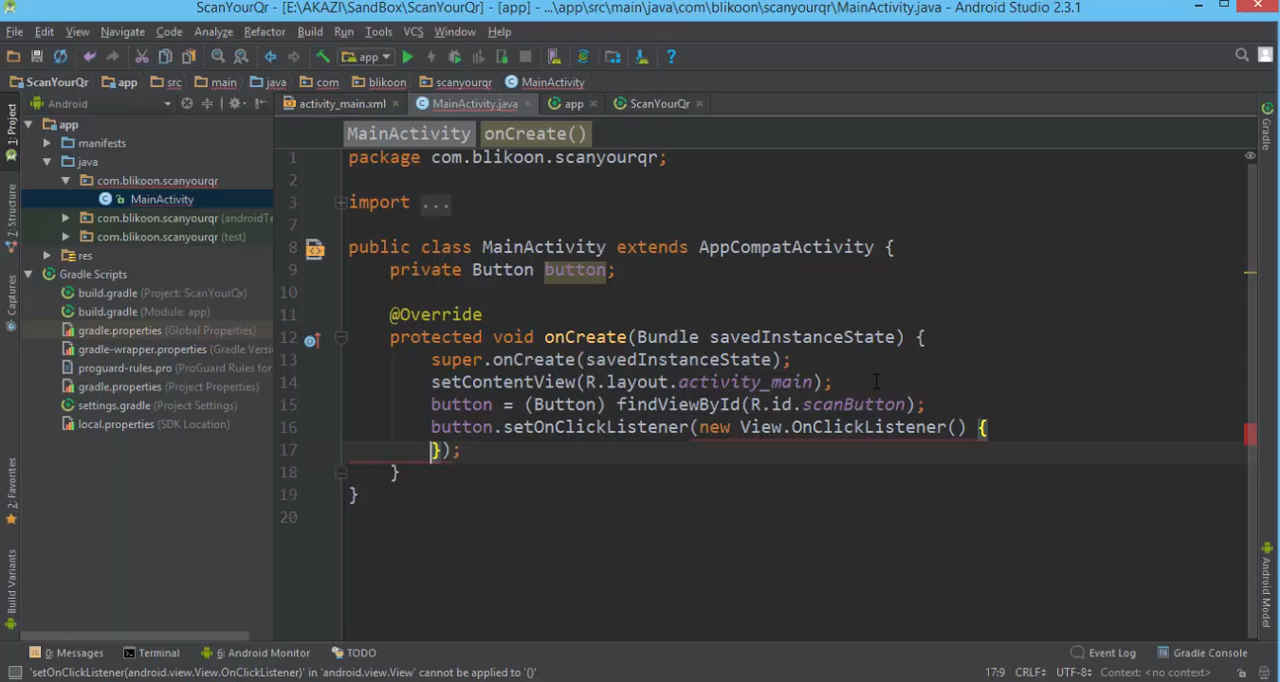 ScanYourQr - [E:\AKAZI\SandBox\ScanYourQr] - [app] - ...\app\src\main\java\com\blikoon\scanyourqr\MainActivity.java - Android Studio 2.3.1
File Edit View Navigate Code Analyze Refactor Build Run Tools VCS Window Help
app
ScanYourQr app src main java com blikoon scanyourqr MainActivity
Android
activity_main.xml MainActivity.java app ScanYourQr
1: Project
Z: Structure
Captures
2: Favorites
Build Variants
app
manifests
java
com.blikoon.scanyourqr
MainActivity
com.blikoon.scanyourqr (androidTe
com.blikoon.scanyourqr (test)
res
Gradle Scripts
build.gradle (Project: ScanYourQr)
build.gradle (Module: app)
gradle.properties (Global Properties)
gradle-wrapper.properties (Gradle Versi
proguard-rules.pro (ProGuard Rules for
gradle.properties (Project Properties)
settings.gradle (Project Settings)
local.properties (SDK Location)
MainActivity onCreate()
1 package com.blikoon.scanyourqr;
2
3 import ...
7
8 public class MainActivity extends AppCompatActivity {
9 private Button button;
10
11 @Override
12 protected void onCreate(Bundle savedInstanceState) {
13 super.onCreate(savedInstanceState);
14 setContentView(R.layout.activity_main);
15 button = (Button) findViewById(R.id.scanButton);
16 button.setOnClickListener(new View.OnClickListener() {
17 });
18 }
19 }
20
Gradle
Android Model
0: Messages Terminal 6: Android Monitor TODO Event Log Gradle Console
'setOnClickListener(android.view.View.OnClickListener)' in 'android.view.View' cannot be applied to '()' 17:9 CRLF UTF-8 Context: <no context>